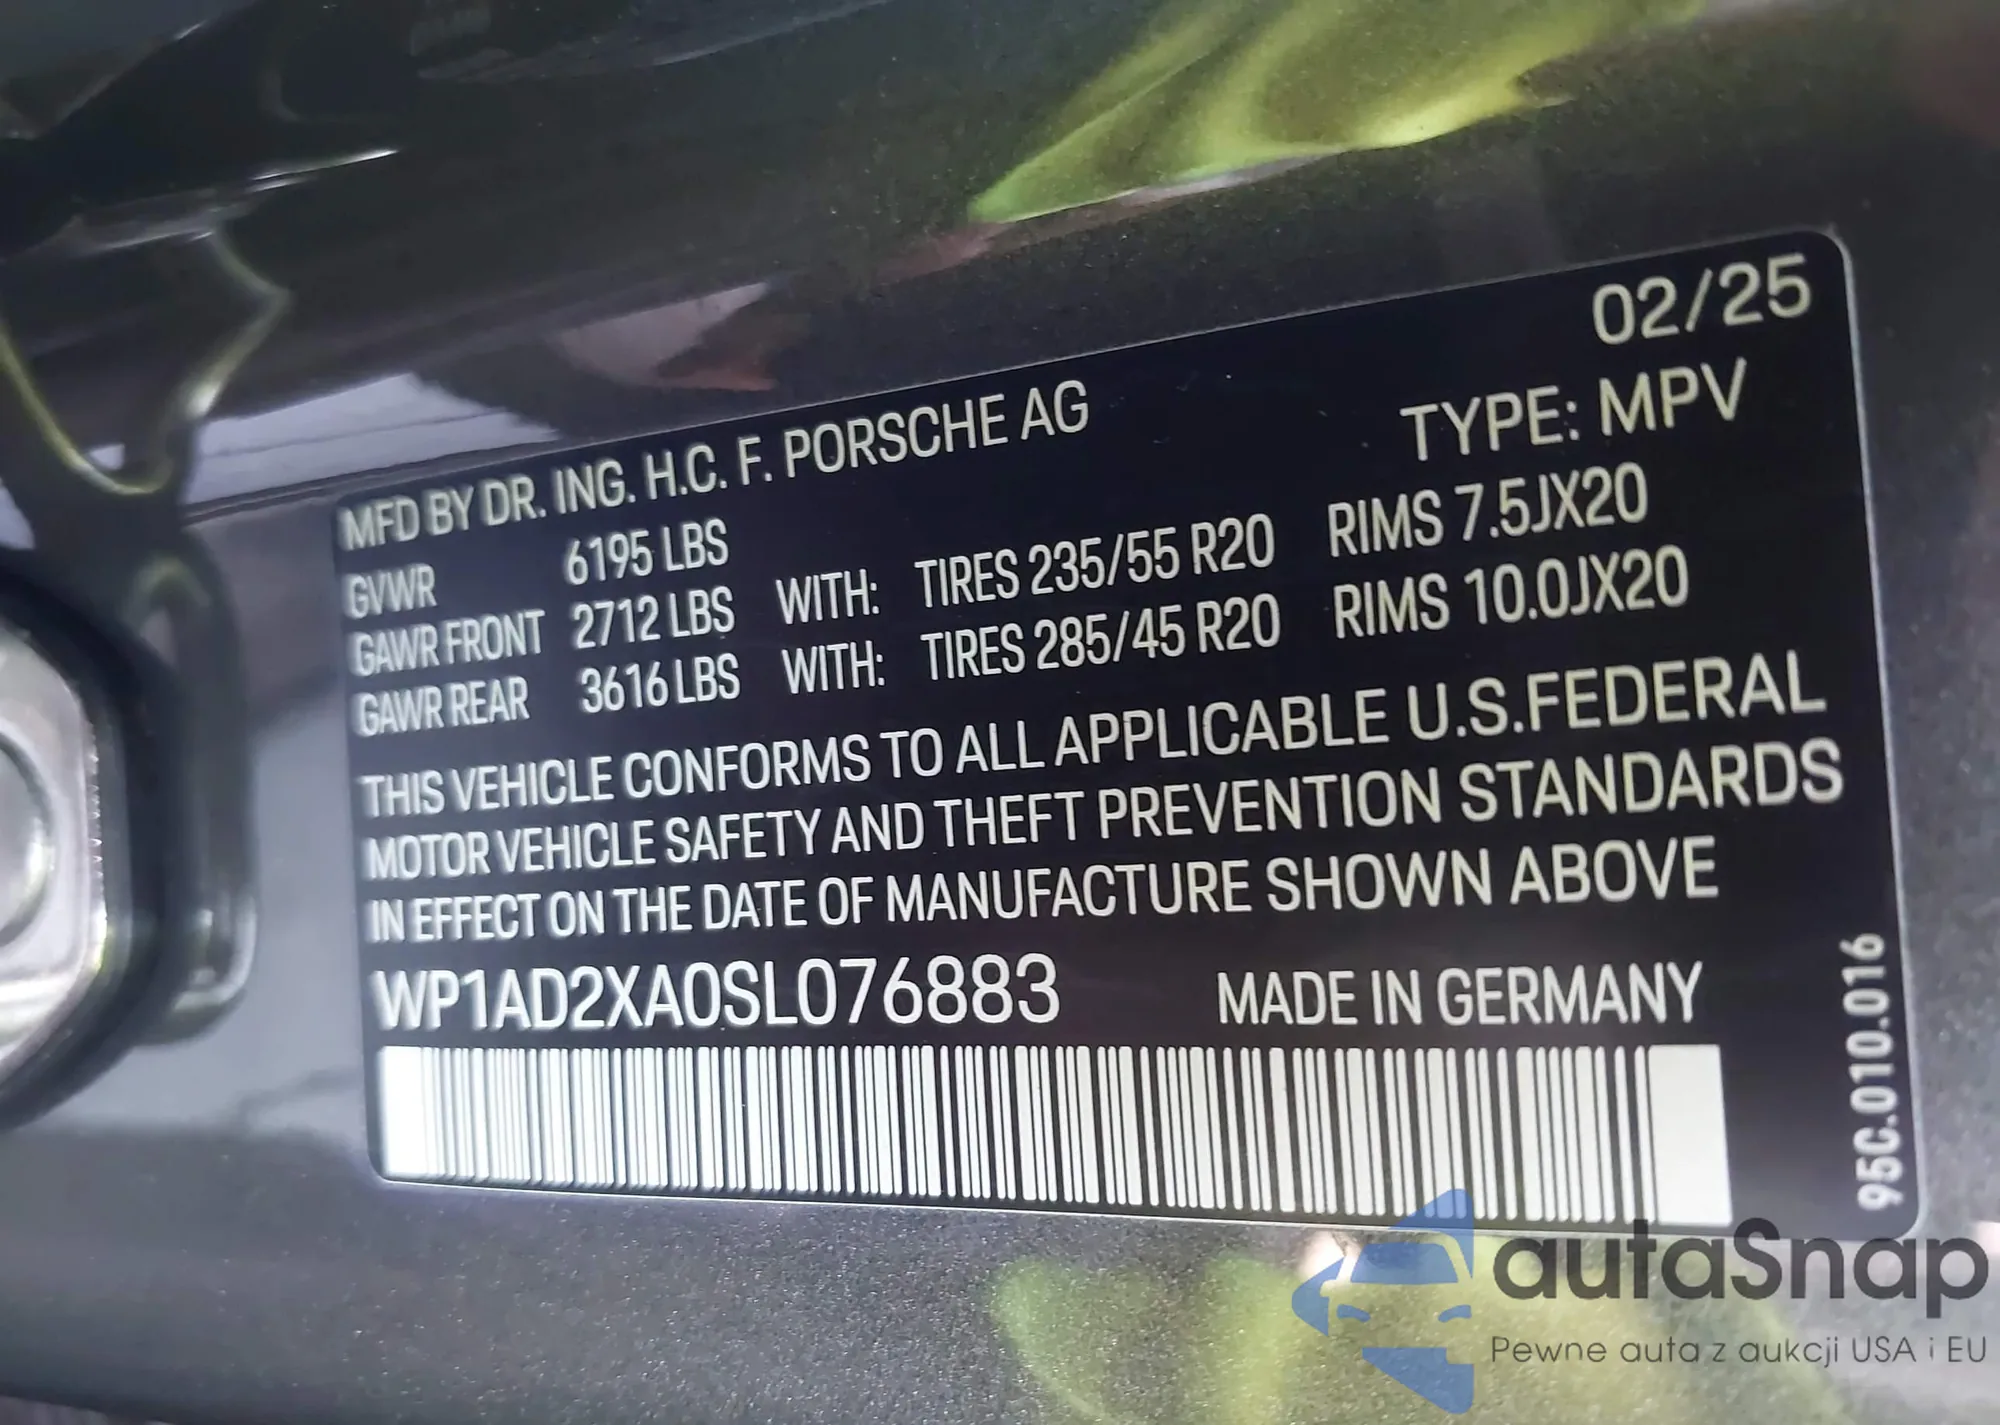 02/25
MFD BY DR. ING. H.C. F. PORSCHE AG TYPE: MPV
GVWR 6195 LBS
GAWR FRONT 2712 LBS WITH: TIRES 235/55 R20 RIMS 7.5JX20
GAWR REAR 3616 LBS WITH: TIRES 285/45 R20 RIMS 10.0JX20
THIS VEHICLE CONFORMS TO ALL APPLICABLE U.S.FEDERAL
MOTOR VEHICLE SAFETY AND THEFT PREVENTION STANDARDS
IN EFFECT ON THE DATE OF MANUFACTURE SHOWN ABOVE
WP1AD2XA0SL076883 MADE IN GERMANY
95C.010.016
autaSnap
Pewne auta z aukcji USA i EU